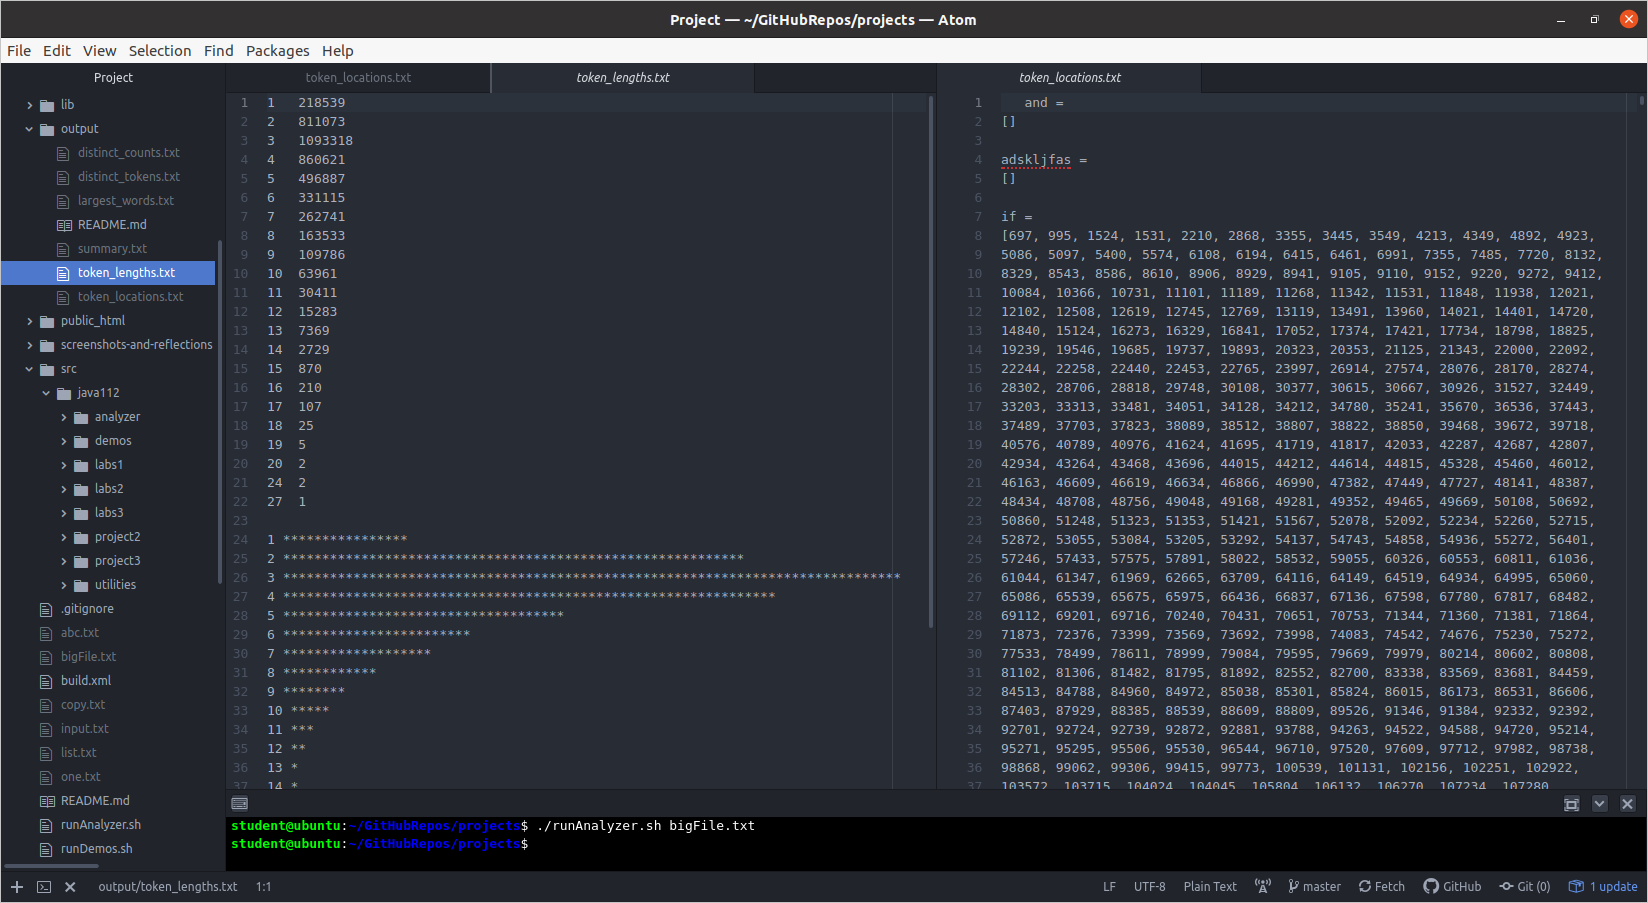 Project — ~/GitHubRepos/projects — Atom
File Edit View Selection Find Packages Help
Project
lib
output
distinct_counts.txt
distinct_tokens.txt
largest_words.txt
README.md
summary.txt
token_lengths.txt
token_locations.txt
public_html
screenshots-and-reflections
src
java112
analyzer
demos
labs1
labs2
labs3
project2
project3
utilities
.gitignore
abc.txt
bigFile.txt
build.xml
copy.txt
input.txt
list.txt
one.txt
README.md
runAnalyzer.sh
runDemos.sh
token_locations.txt
token_lengths.txt
1 1 218539
2 2 811073
3 3 1093318
4 4 860621
5 5 496887
6 6 331115
7 7 262741
8 8 163533
9 9 109786
10 10 63961
11 11 30411
12 12 15283
13 13 7369
14 14 2729
15 15 870
16 16 210
17 17 107
18 18 25
19 19 5
20 20 2
21 24 2
22 27 1
23
24 1 ****************
25 2 ***********************************************************
26 3 *******************************************************************************
27 4 ***************************************************************
28 5 ************************************
29 6 ************************
30 7 *******************
31 8 ************
32 9 ********
33 10 *****
34 11 ***
35 12 **
36 13 *
37 14 *
token_locations.txt
1 and =
2 []
3
4 adskljfas =
5 []
6
7 if =
8 [697, 995, 1524, 1531, 2210, 2868, 3355, 3445, 3549, 4213, 4349, 4892, 4923,
9 5086, 5097, 5400, 5574, 6108, 6194, 6415, 6461, 6991, 7355, 7485, 7720, 8132,
10 8329, 8543, 8586, 8610, 8906, 8929, 8941, 9105, 9110, 9152, 9220, 9272, 9412,
11 10084, 10366, 10731, 11101, 11189, 11268, 11342, 11531, 11848, 11938, 12021,
12 12102, 12508, 12619, 12745, 12769, 13119, 13491, 13960, 14021, 14401, 14720,
13 14840, 15124, 16273, 16329, 16841, 17052, 17374, 17421, 17734, 18798, 18825,
14 19239, 19546, 19685, 19737, 19893, 20323, 20353, 21125, 21343, 22000, 22092,
15 22244, 22258, 22440, 22453, 22765, 23997, 26914, 27574, 28076, 28170, 28274,
16 28302, 28706, 28818, 29748, 30108, 30377, 30615, 30667, 30926, 31527, 32449,
17 33203, 33313, 33481, 34051, 34128, 34212, 34780, 35241, 35670, 36536, 37443,
18 37489, 37703, 37823, 38089, 38512, 38807, 38822, 38850, 39468, 39672, 39718,
19 40576, 40789, 40976, 41624, 41695, 41719, 41817, 42033, 42287, 42687, 42807,
20 42934, 43264, 43468, 43696, 44015, 44212, 44614, 44815, 45328, 45460, 46012,
21 46163, 46609, 46619, 46634, 46866, 46990, 47382, 47449, 47727, 48141, 48387,
22 48434, 48708, 48756, 49048, 49168, 49281, 49352, 49465, 49669, 50108, 50692,
23 50860, 51248, 51323, 51353, 51421, 51567, 52078, 52092, 52234, 52260, 52715,
24 52872, 53055, 53084, 53205, 53292, 54137, 54743, 54858, 54936, 55272, 56401,
25 57246, 57433, 57575, 57891, 58022, 58532, 59055, 60326, 60553, 60811, 61036,
26 61044, 61347, 61969, 62665, 63709, 64116, 64149, 64519, 64934, 64995, 65060,
27 65086, 65539, 65675, 65975, 66436, 66837, 67136, 67598, 67780, 67817, 68482,
28 69112, 69201, 69716, 70240, 70431, 70651, 70753, 71344, 71360, 71381, 71864,
29 71873, 72376, 73399, 73569, 73692, 73998, 74083, 74542, 74676, 75230, 75272,
30 77533, 78499, 78611, 78999, 79084, 79595, 79669, 79979, 80214, 80602, 80808,
31 81102, 81306, 81482, 81795, 81892, 82552, 82700, 83338, 83569, 83681, 84459,
32 84513, 84788, 84960, 84972, 85038, 85301, 85824, 86015, 86173, 86531, 86606,
33 87403, 87929, 88385, 88539, 88609, 88809, 89526, 91346, 91384, 92332, 92392,
34 92701, 92724, 92739, 92872, 92881, 93788, 94263, 94522, 94588, 94720, 95214,
35 95271, 95295, 95506, 95530, 96544, 96710, 97520, 97609, 97712, 97982, 98738,
36 98868, 99062, 99306, 99415, 99773, 100539, 101131, 102156, 102251, 102922,
37 103572, 103715, 104024, 104045, 105804, 106132, 106270, 107234, 107280,
student@ubuntu:~/GitHubRepos/projects$ ./runAnalyzer.sh bigFile.txt
student@ubuntu:~/GitHubRepos/projects$
output/token_lengths.txt 1:1 LF UTF-8 Plain Text master Fetch GitHub Git (0) 1 update